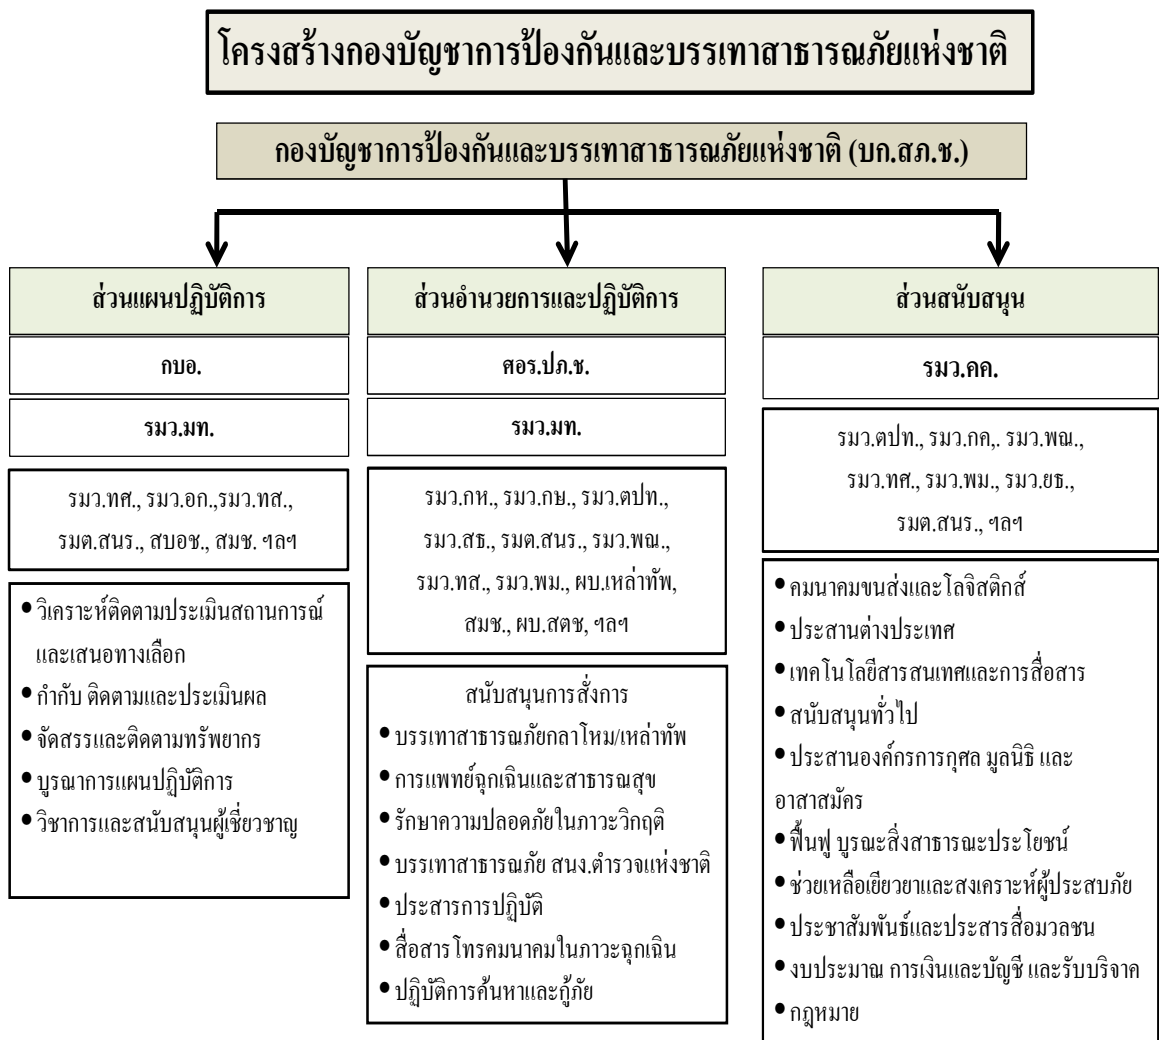 โครงสร้างกองบัญชาการป้องกันและบรรเทาสาธารณภัยแห่งชาติ
กองบัญชาการป้องกันและบรรเทาสาธารณภัยแห่งชาติ (บก.สภ.ช.)
ส่วนแผนปฏิบัติการ
กบอ.
รมว.มท.
รมว.ทศ., รมว.อก.,รมว.ทส.,
รมต.สนร., สบอช., สมช. ฯลฯ
•วิเคราะห์ติดตามประเมินสถานการณ์
และเสนอทางเลือก
•กำกับ ติดตามและประเมินผล
•จัดสรรและติดตามทรัพยากร
•บูรณาการแผนปฏิบัติการ
•วิชาการและสนับสนุนผู้เชี่ยวชาญ
ส่วนอำนวยการและปฏิบัติการ
ศอร.ปภ.ช.
รมว.มท.
รมว.กห., รมว.กษ., รมว.ตปท.,
รมว.สธ., รมต.สนร., รมว.พณ.,
รมว.ทส., รมว.พม., ผบ.เหล่าทัพ,
สมช., ผบ.สตช, ฯลฯ
สนับสนุนการสั่งการ
•บรรเทาสาธารณภัยกลาโหม/เหล่าทัพ
•การแพทย์ฉุกเฉินและสาธารณสุข
•รักษาความปลอดภัยในภาวะวิกฤติ
•บรรเทาสาธารณภัย สนง.ตำรวจแห่งชาติ
•ประสารการปฏิบัติ
•สื่อสารโทรคมนาคมในภาวะฉุกเฉิน
•ปฏิบัติการค้นหาและกู้ภัย
ส่วนสนับสนุน
รมว.คค.
รมว.ตปท., รมว.กค,. รมว.พณ.,
รมว.ทศ., รมว.พม., รมว.ยธ.,
รมต.สนร., ฯลฯ
•คมนาคมขนส่งและโลจิสติกส์
•ประสานต่างประเทศ
•เทคโนโลยีสารสนเทศและการสื่อสาร
•สนับสนุนทั่วไป
•ประสานองค์กรการกุศล มูลนิธิ และ
อาสาสมัคร
•ฟื้นฟู บูรณะสิ่งสาธารณะประโยชน์
•ช่วยเหลือเยียวยาและสงเคราะห์ผู้ประสบภัย
•ประชาสัมพันธ์และประสารสื่อมวลชน
•งบประมาณ การเงินและบัญชี และรับบริจาค
•กฎหมาย